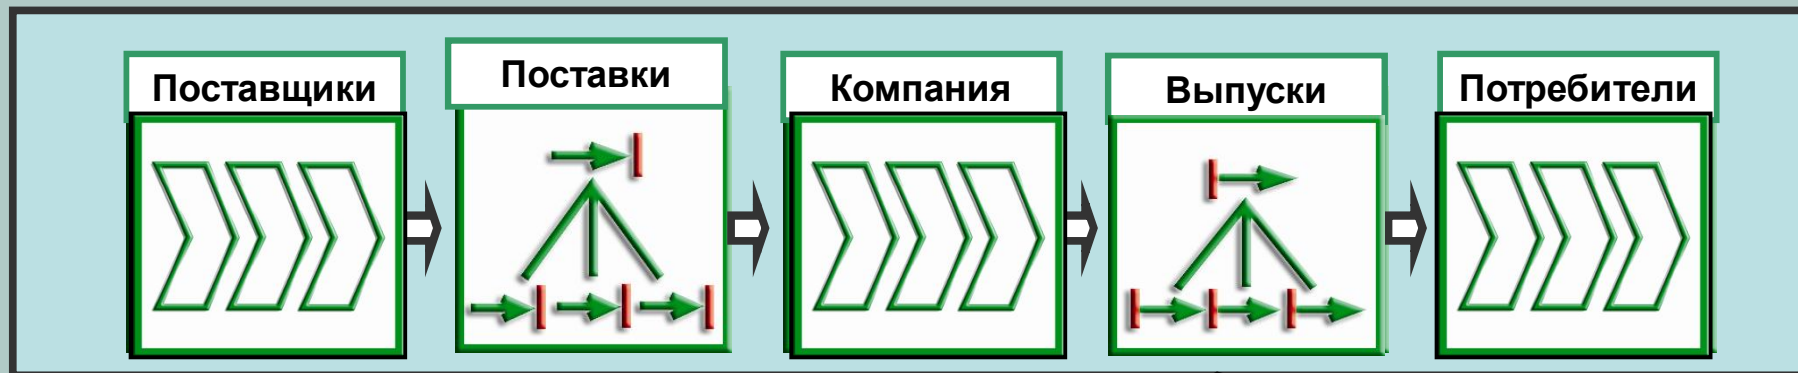 Поставщики
Поставки
Компания
Выпуски
Потребители